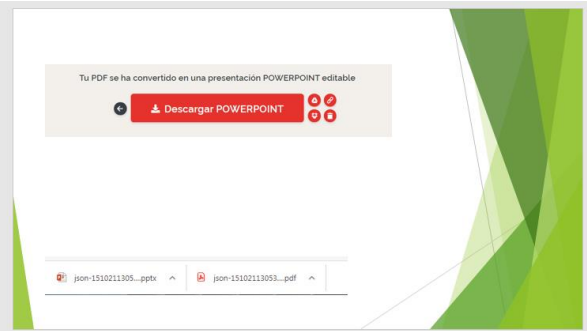 Tu PDF se ha convertido en una presentación POWERPOINT editable
Descargar POWERPOINT
json-1510211305....pptx
json-15102113053....pdf